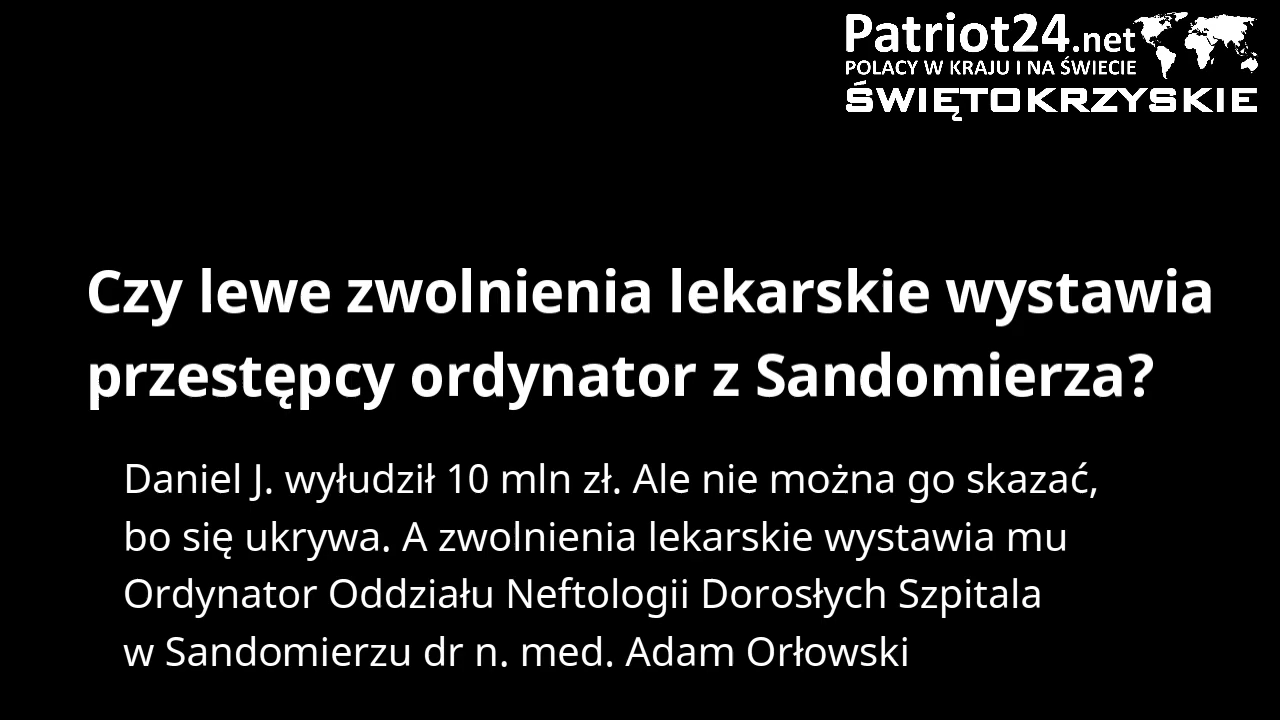 Patriot24.net
POLACY W KRAJU I NA ŚWIECIE
ŚWIĘTOKRZYSKIE
Czy lewe zwolnienia lekarskie wystawia
przestępcy ordynator z Sandomierza?
Daniel J. wyłudził 10 mln zł. Ale nie można go skazać,
bo się ukrywa. A zwolnienia lekarskie wystawia mu
Ordynator Oddziału Neftologii Dorosłych Szpitala
w Sandomierzu dr n. med. Adam Orłowski